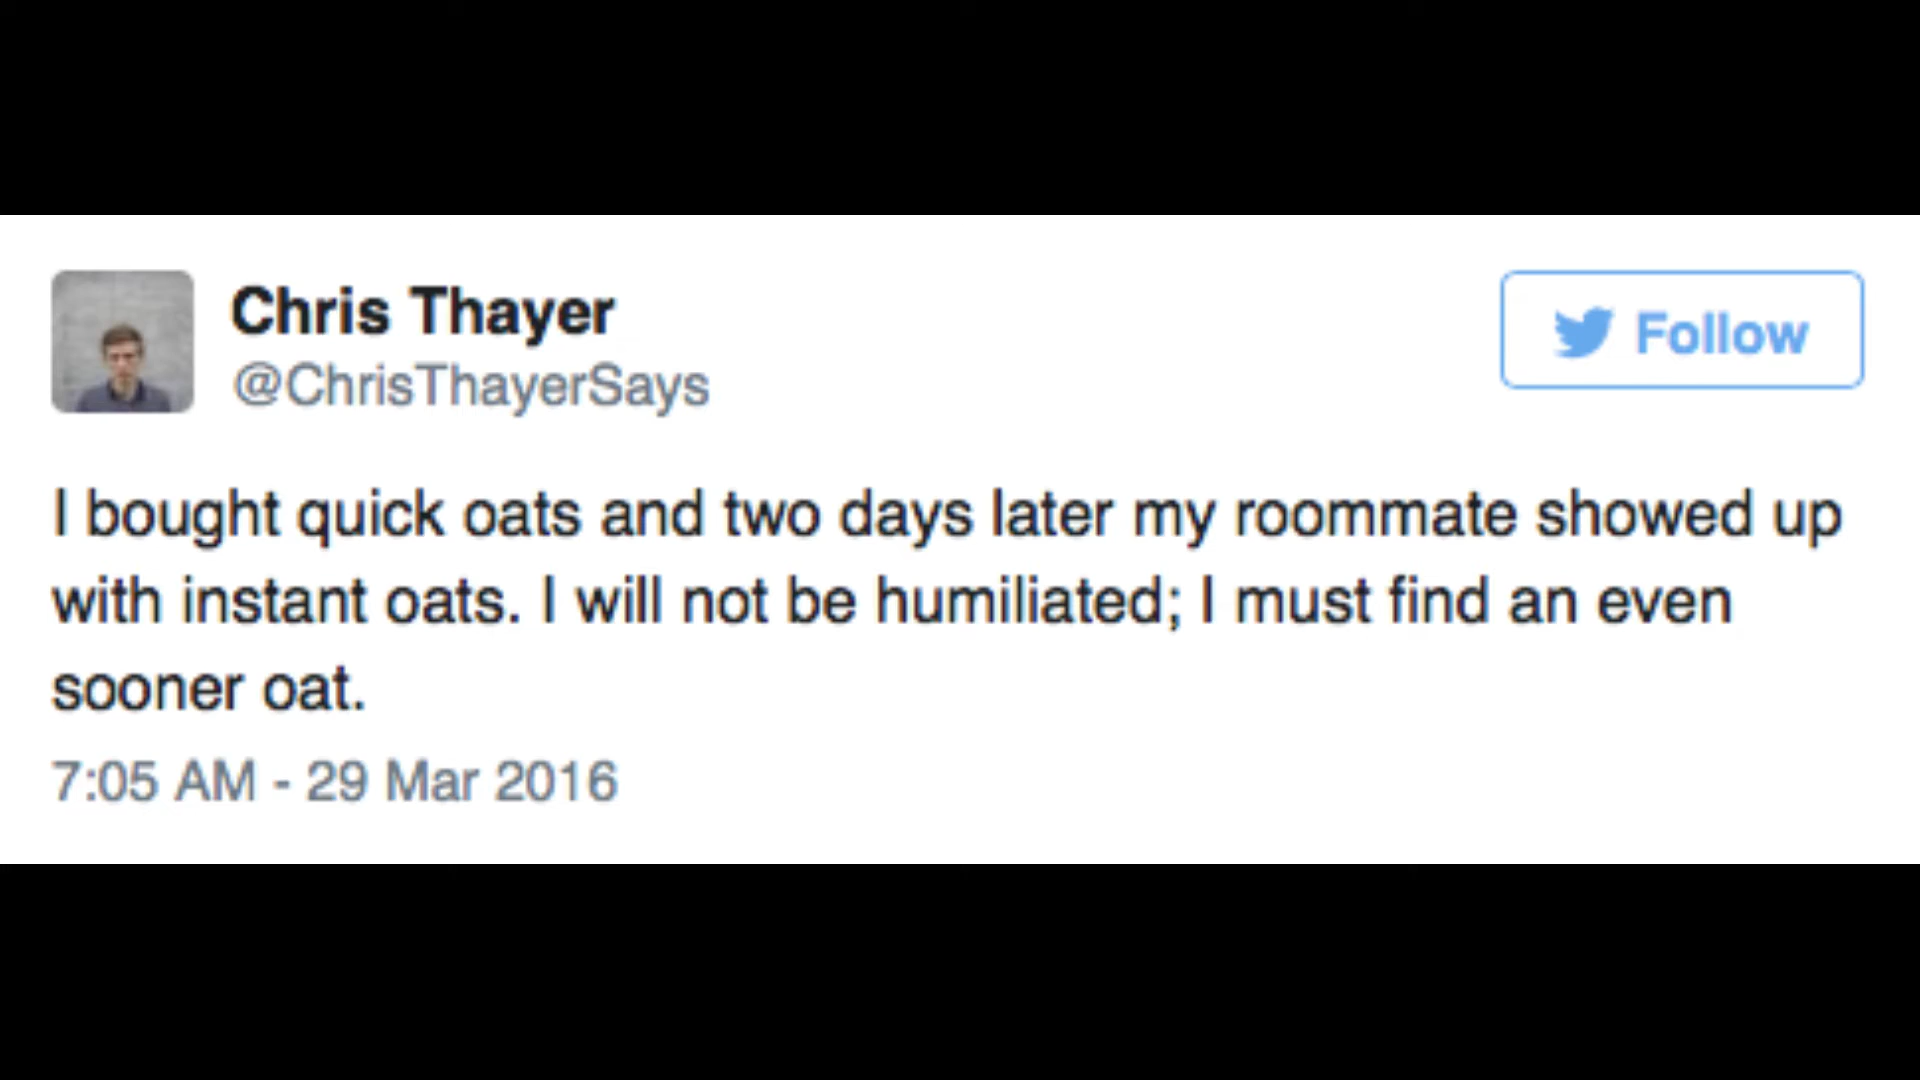 Chris Thayer
@ChrisThayerSays
Follow
I bought quick oats and two days later my roommate showed up
with instant oats. I will not be humiliated; I must find an even
sooner oat.
7:05 AM - 29 Mar 2016